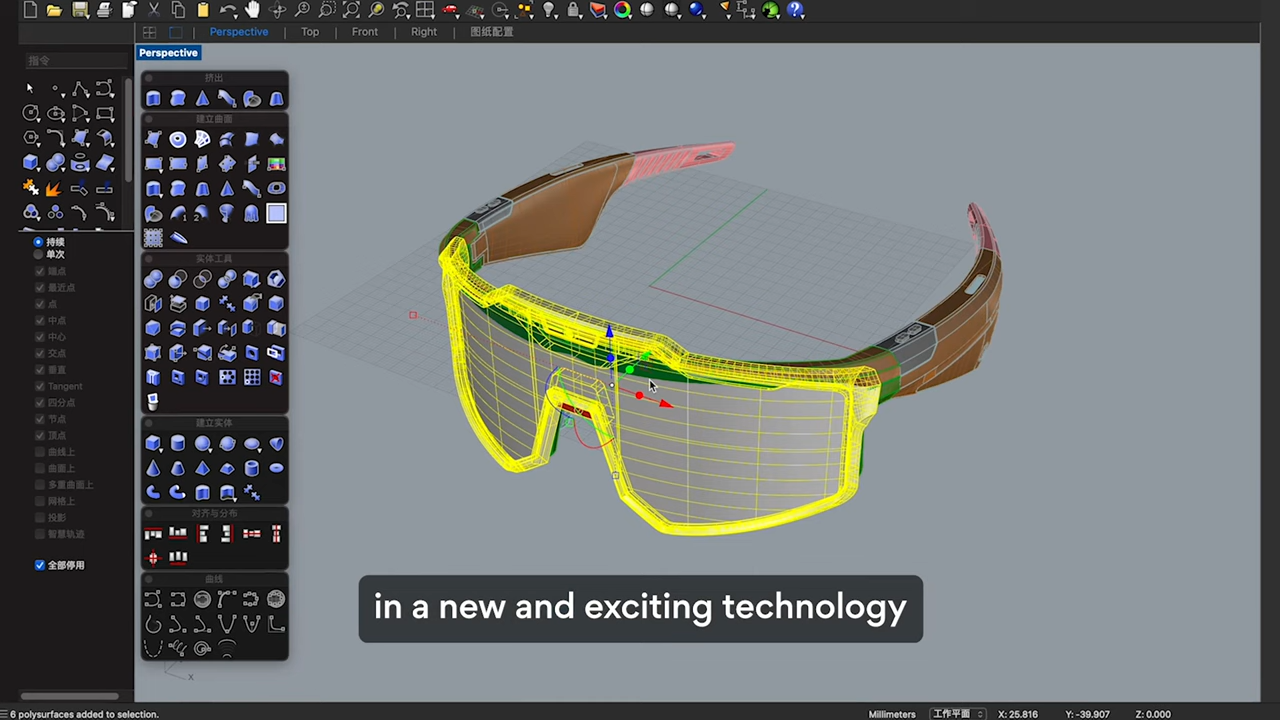 Perspective
Top
Front
Right
图纸配置
指令
Perspective
挤出
建立曲面
实体工具
建立实体
对齐与分布
曲线
持续
单次
端点
最近点
点
中点
中心
交点
垂直
Tangent
四分点
节点
顶点
曲线上
曲面上
多重曲面上
网格上
投影
智慧轨迹
全部停用
in a new and exciting technology
x
6 polysurfaces added to selection.
Millimeters
工作平面
X: 25.816
Y: -39.907
Z: 0.000